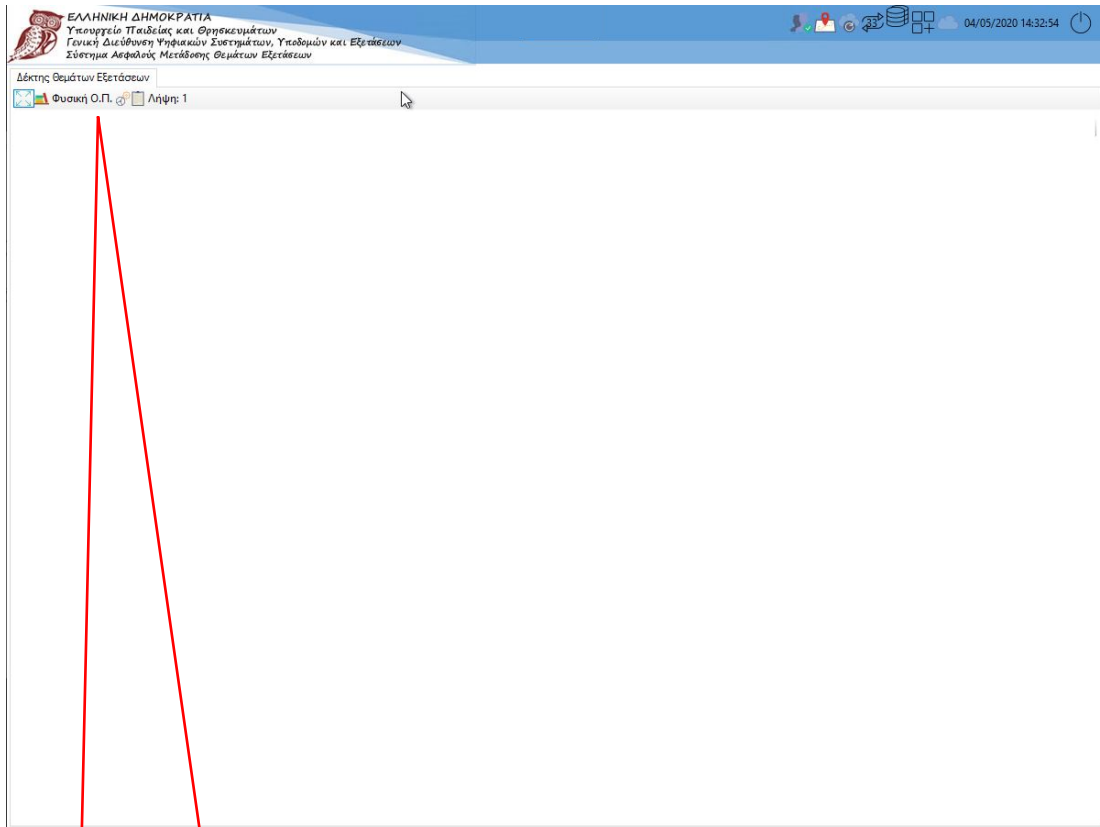 ΕΛΛΗΝΙΚΗ ΔΗΜΟΚΡΑΤΙΑ
Υπουργείο Παιδείας και Θρησκευμάτων
Γενική Διεύθυνση Ψηφιακών Συστημάτων, Υποδομών και Εξετάσεων
Σύστημα Ασφαλούς Μετάδοσης Θεμάτων Εξετάσεων
33
04/05/2020 14:32:54
Δέκτης Θεμάτων Εξετάσεων
Φυσική Ο.Π. Λήψη: 1